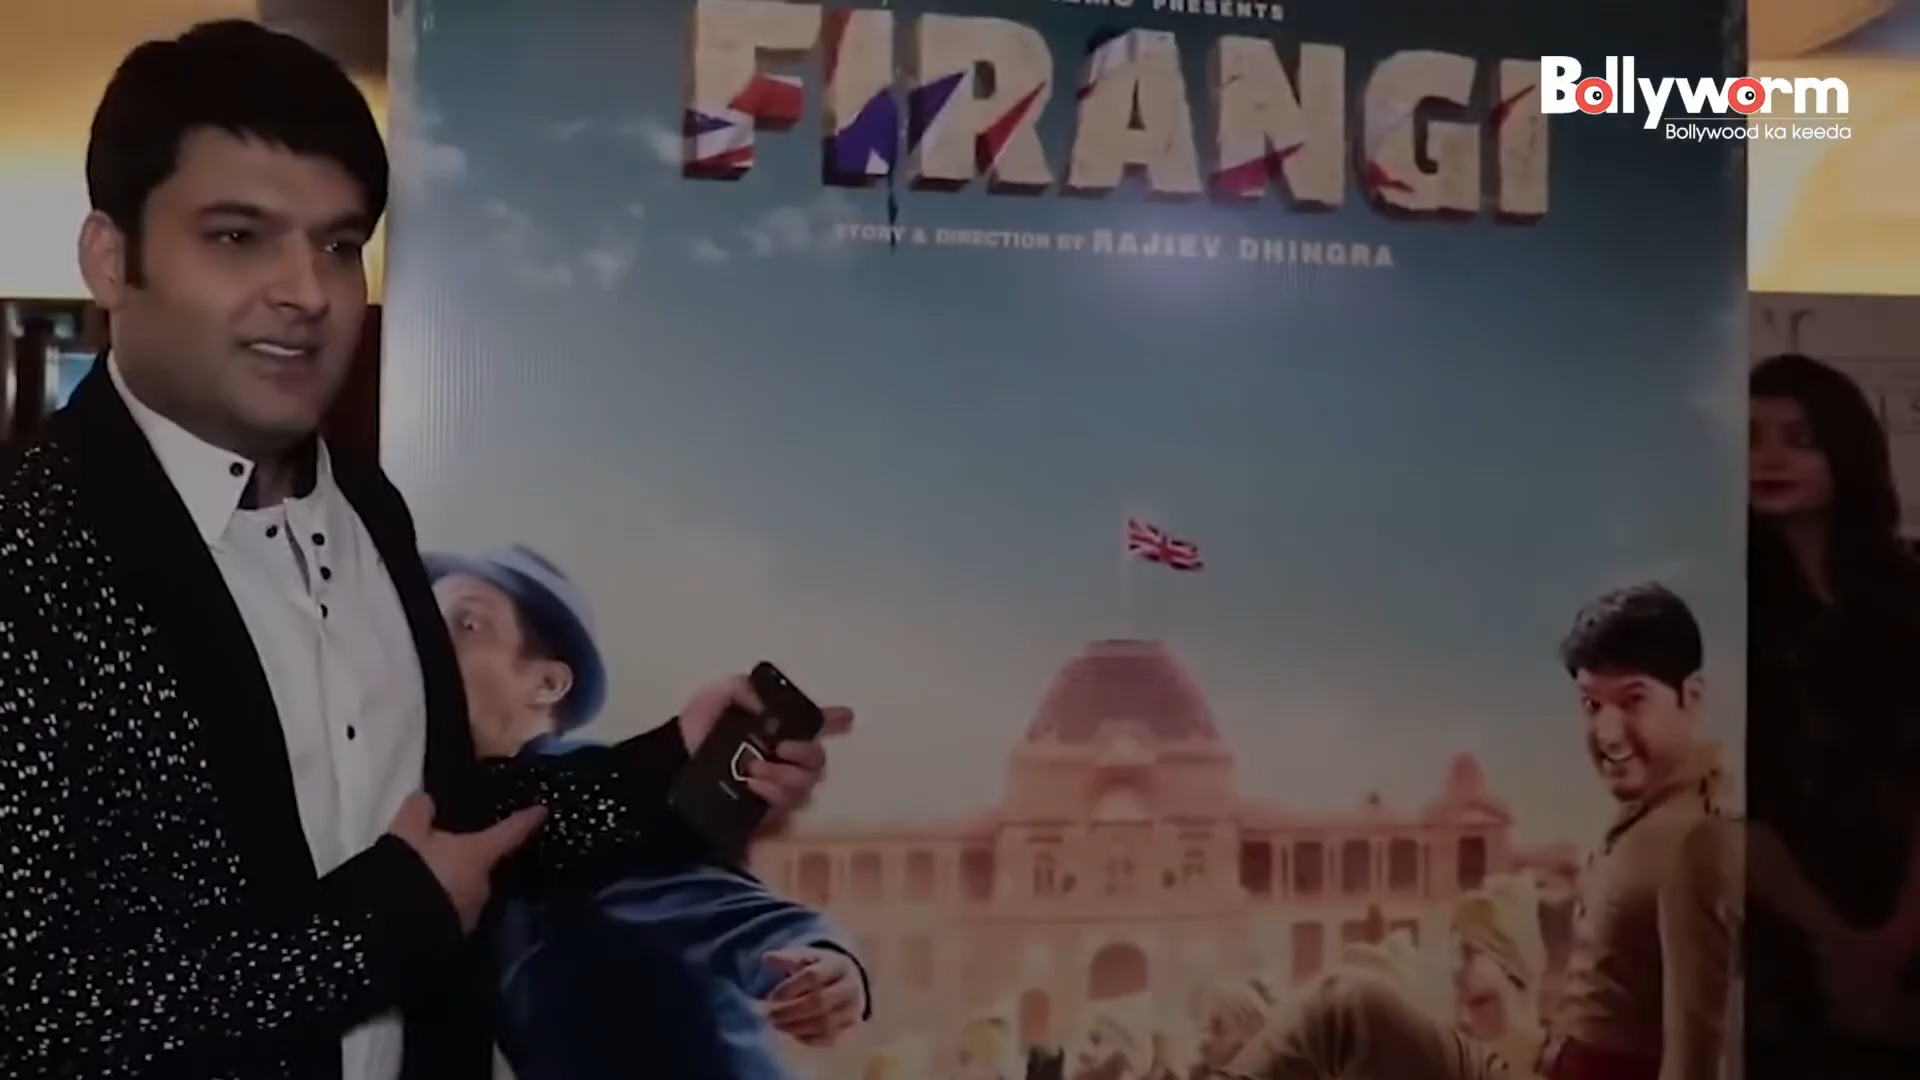 PRESENTS
FIRANGI
STORY & DIRECTION BY RAJIEV DHINGRA
Bollyworm
Bollywood ka keeda